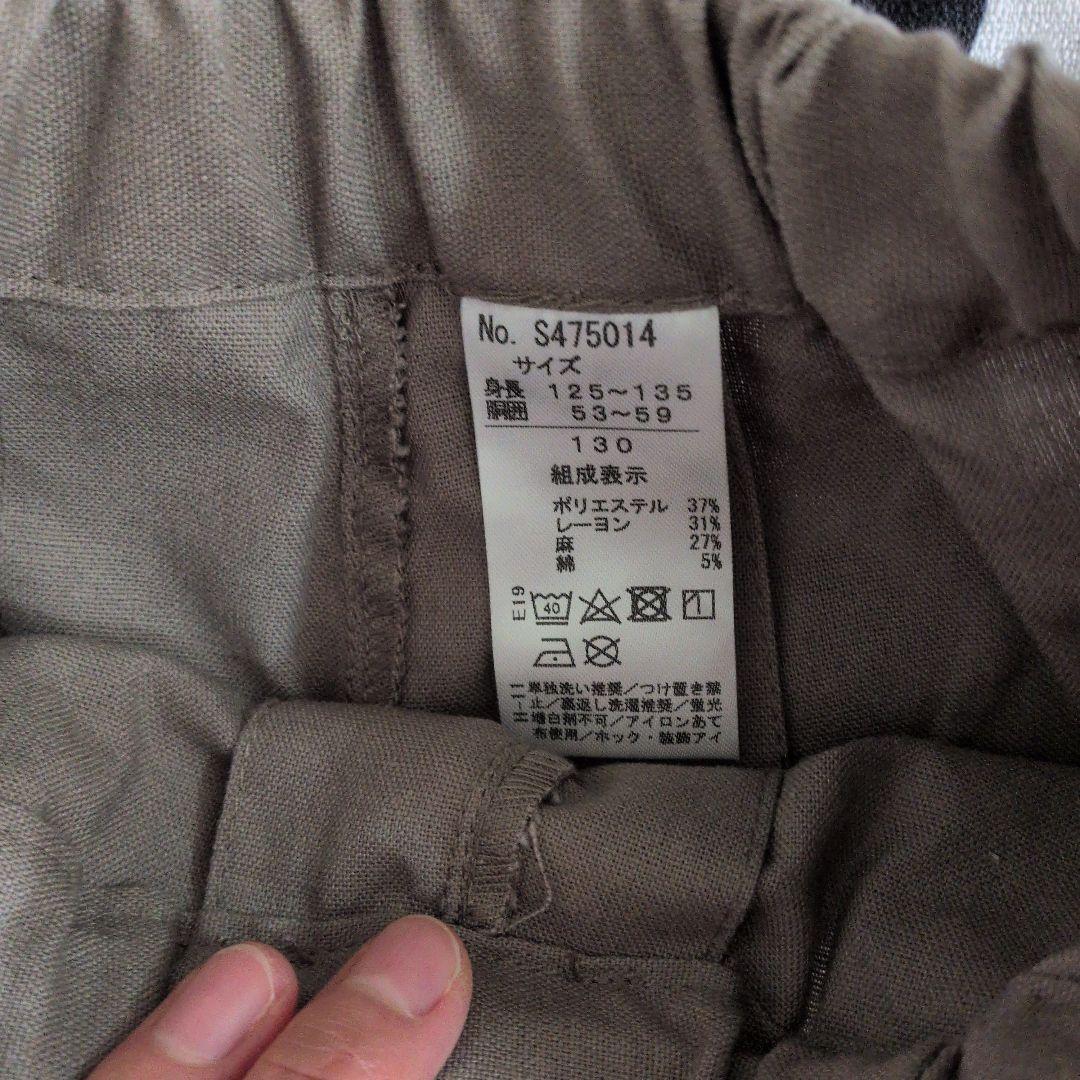 No. S475014
サイズ
身長 125～135
胴囲 53～59
130
組成表示
ポリエステル 37%
レーヨン 31%
麻 27%
綿 5%
E19 40 1
H-11 単独洗い推奨/つけ置き禁
止/裏返し洗濯推奨/蛍光
増白剤不可/アイロンあて
布使用/ホック・装飾アイ